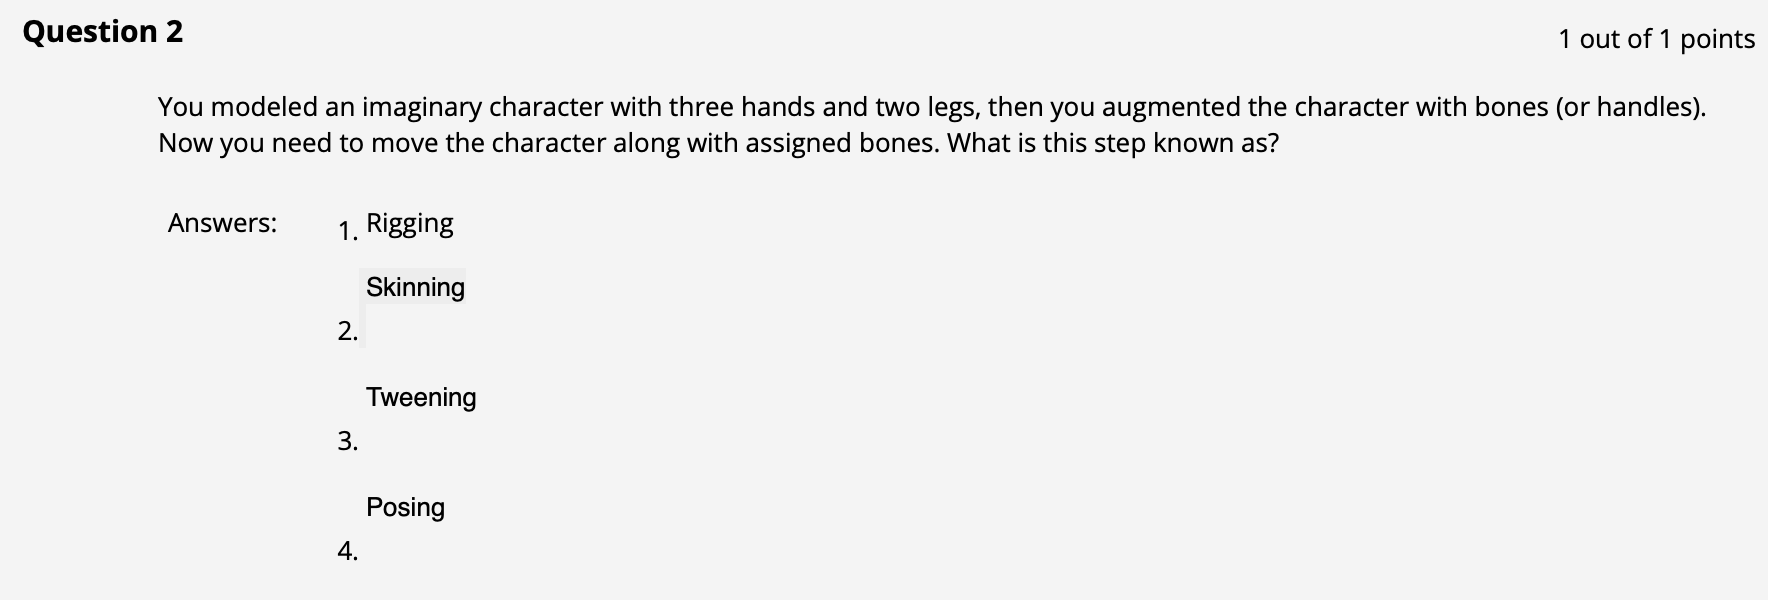 Question 2
1 out of 1 points
You modeled an imaginary character with three hands and two legs, then you augmented the character with bones (or handles).
Now you need to move the character along with assigned bones. What is this step known as?
Answers:
1. Rigging
Skinning
2.
Tweening
3.
Posing
4.